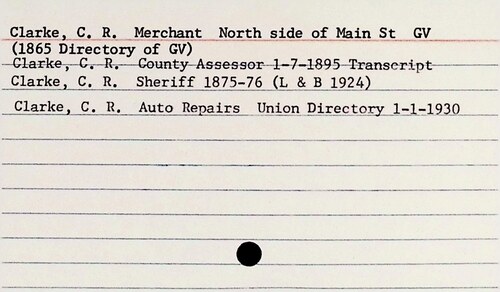 Clarke, C. R.  Merchant  North side of Main St  GV
(1865 Directory of GV)
Clarke, C. R.  County Assessor 1-7-1895 Transcript
Clarke, C. R.  Sheriff 1875-76 (L & B 1924)
Clarke, C. R.  Auto Repairs  Union Directory 1-1-1930